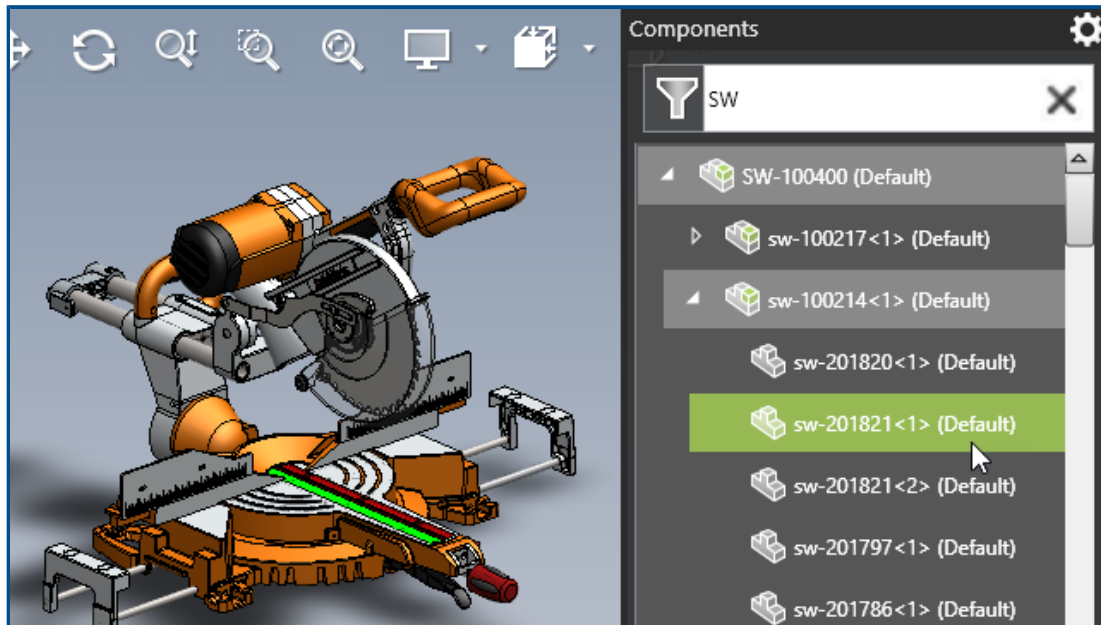 Components
SW
SW-100400 (Default)
sw-100217<1> (Default)
sw-100214<1> (Default)
sw-201820<1> (Default)
sw-201821<1> (Default)
sw-201821<2> (Default)
sw-201797<1> (Default)
sw-201786<1> (Default)